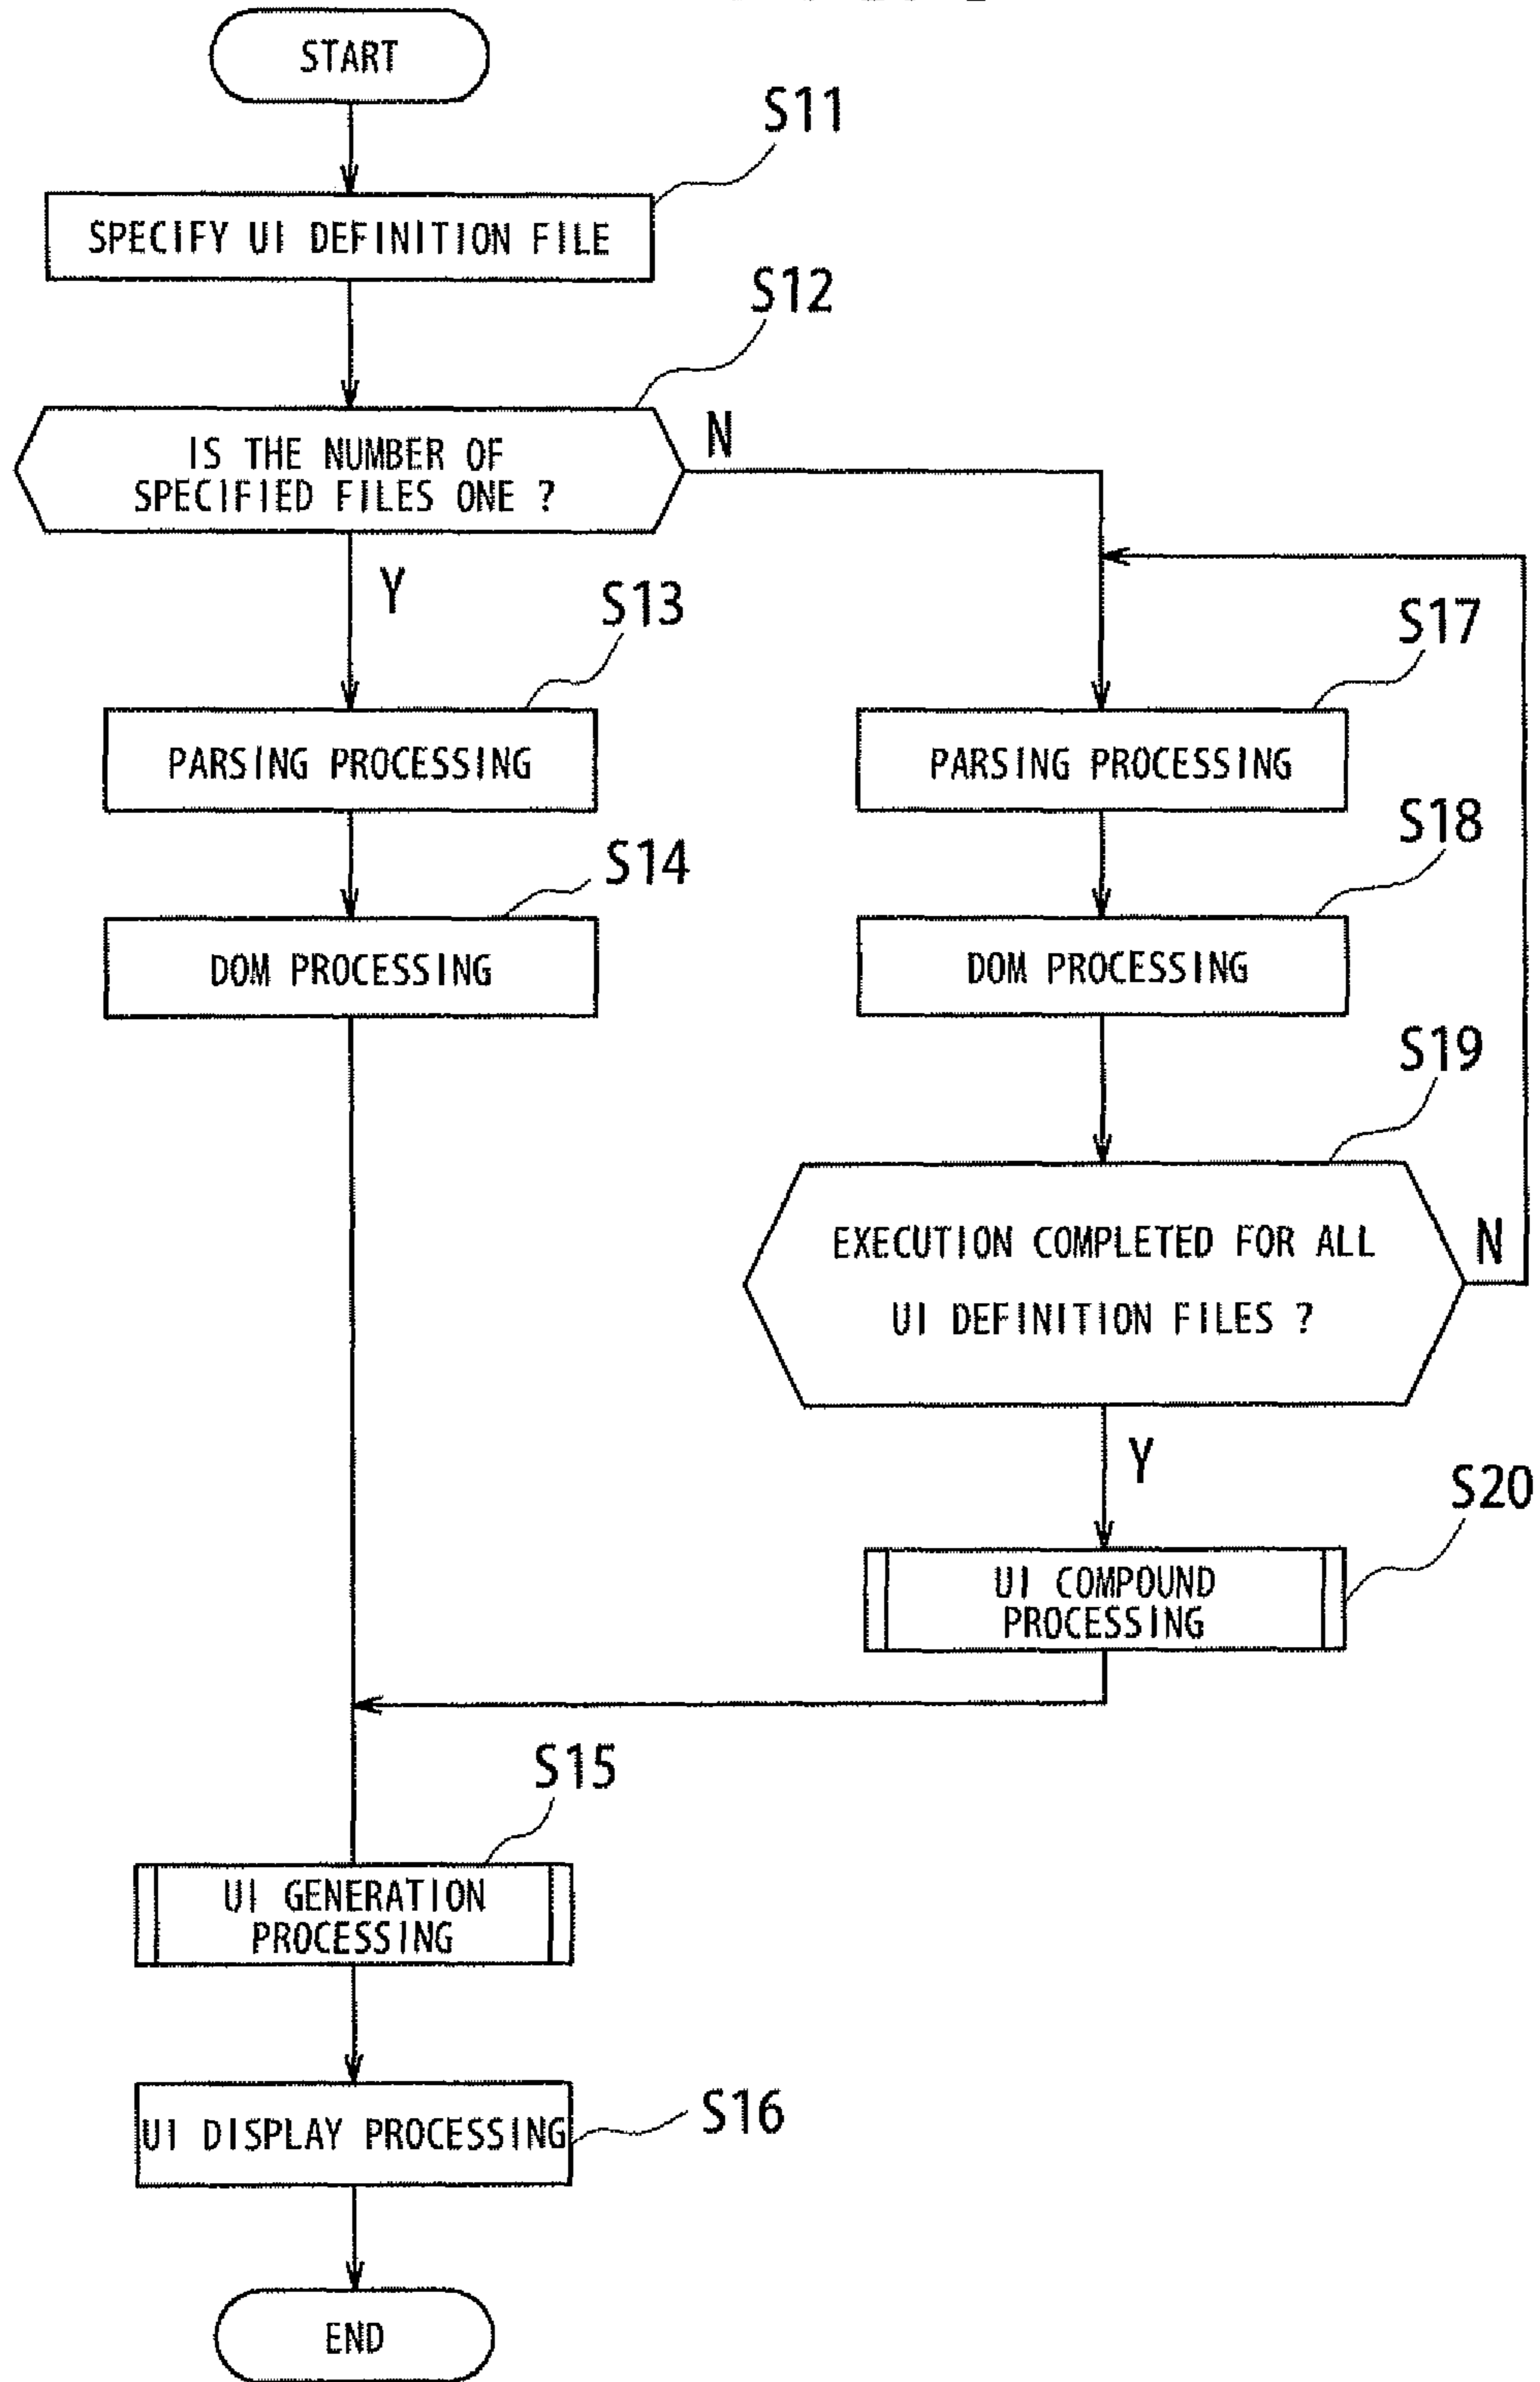 START
S11
SPECIFY UI DEFINITION FILE
S12
IS THE NUMBER OF
SPECIFIED FILES ONE ?
N
Y
S13
S17
PARSING PROCESSING
PARSING PROCESSING
S14
S18
DOM PROCESSING
DOM PROCESSING
S19
EXECUTION COMPLETED FOR ALL
UI DEFINITION FILES ?
N
Y
S20
UI COMPOUND
PROCESSING
S15
UI GENERATION
PROCESSING
UI DISPLAY PROCESSING
S16
END